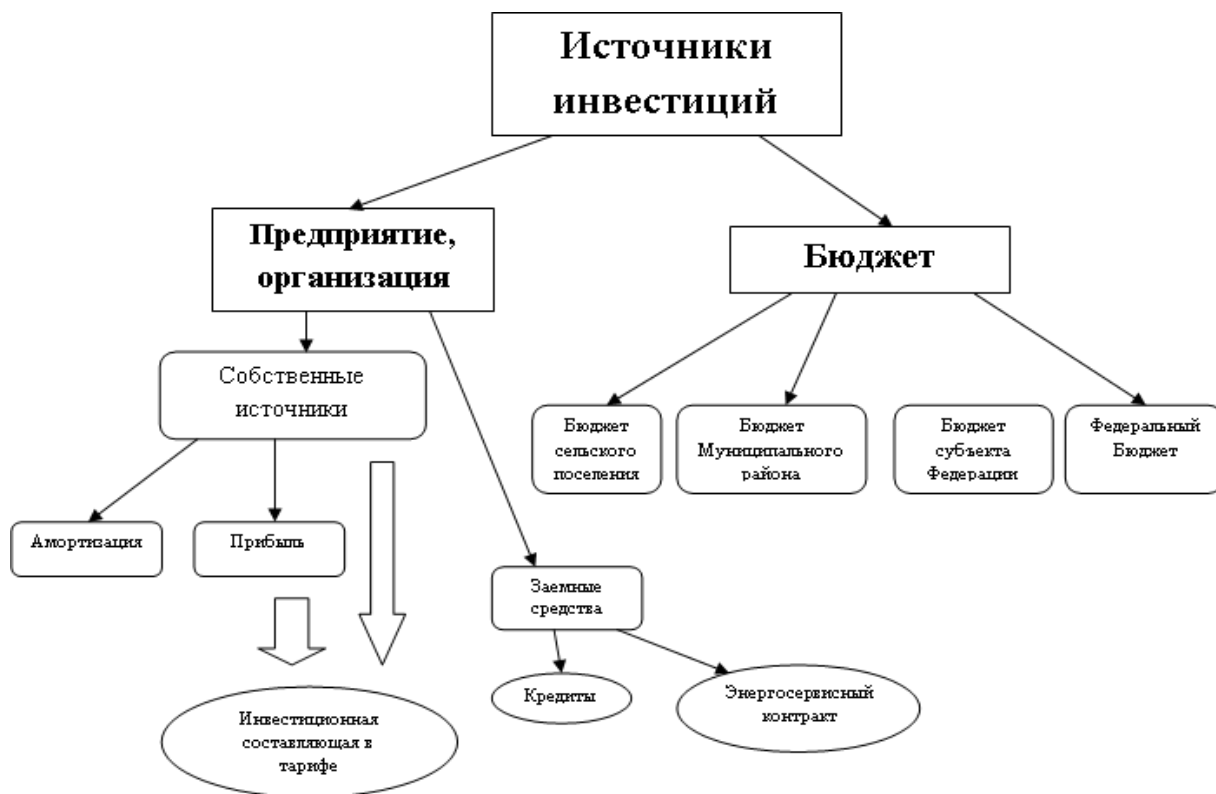 Источники
инвестиций
Предприятие,
организация
Бюджет
Собственные
источники
Бюджет
сельского
поселения
Бюджет
Муниципального
района
Бюджет
субъекта
Федерации
Федеральный
Бюджет
Амортизация
Прибыль
Заемные
средства
Кредиты
Энергосервисный
контракт
Инвестиционная
составляющая в
тарифе